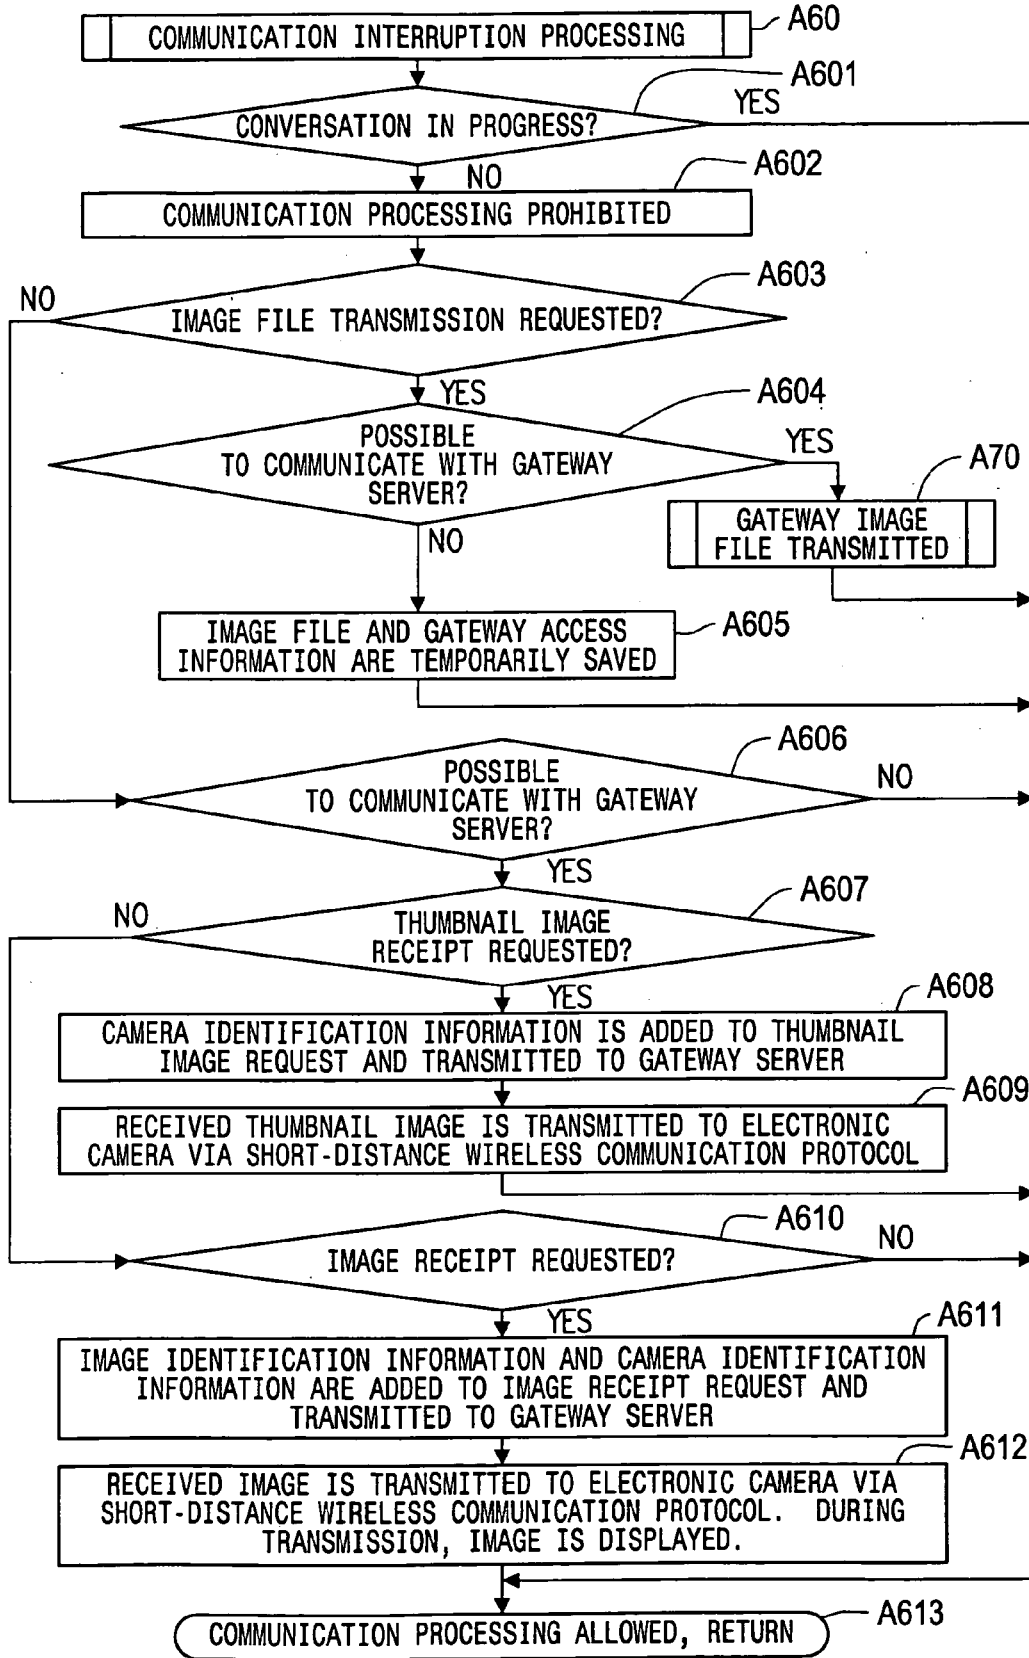 COMMUNICATION INTERRUPTION PROCESSING
A60
A601
CONVERSATION IN PROGRESS?
YES
NO
A602
COMMUNICATION PROCESSING PROHIBITED
A603
NO
IMAGE FILE TRANSMISSION REQUESTED?
YES
A604
POSSIBLE
TO COMMUNICATE WITH GATEWAY
SERVER?
YES
NO
A70
GATEWAY IMAGE
FILE TRANSMITTED
A605
IMAGE FILE AND GATEWAY ACCESS
INFORMATION ARE TEMPORARILY SAVED
A606
POSSIBLE
TO COMMUNICATE WITH GATEWAY
SERVER?
NO
YES
A607
NO
THUMBNAIL IMAGE
RECEIPT REQUESTED?
YES
A608
CAMERA IDENTIFICATION INFORMATION IS ADDED TO THUMBNAIL
IMAGE REQUEST AND TRANSMITTED TO GATEWAY SERVER
A609
RECEIVED THUMBNAIL IMAGE IS TRANSMITTED TO ELECTRONIC
CAMERA VIA SHORT-DISTANCE WIRELESS COMMUNICATION PROTOCOL
A610
IMAGE RECEIPT REQUESTED?
NO
YES
A611
IMAGE IDENTIFICATION INFORMATION AND CAMERA IDENTIFICATION
INFORMATION ARE ADDED TO IMAGE RECEIPT REQUEST AND
TRANSMITTED TO GATEWAY SERVER
A612
RECEIVED IMAGE IS TRANSMITTED TO ELECTRONIC CAMERA VIA
SHORT-DISTANCE WIRELESS COMMUNICATION PROTOCOL. DURING
TRANSMISSION, IMAGE IS DISPLAYED.
A613
COMMUNICATION PROCESSING ALLOWED, RETURN